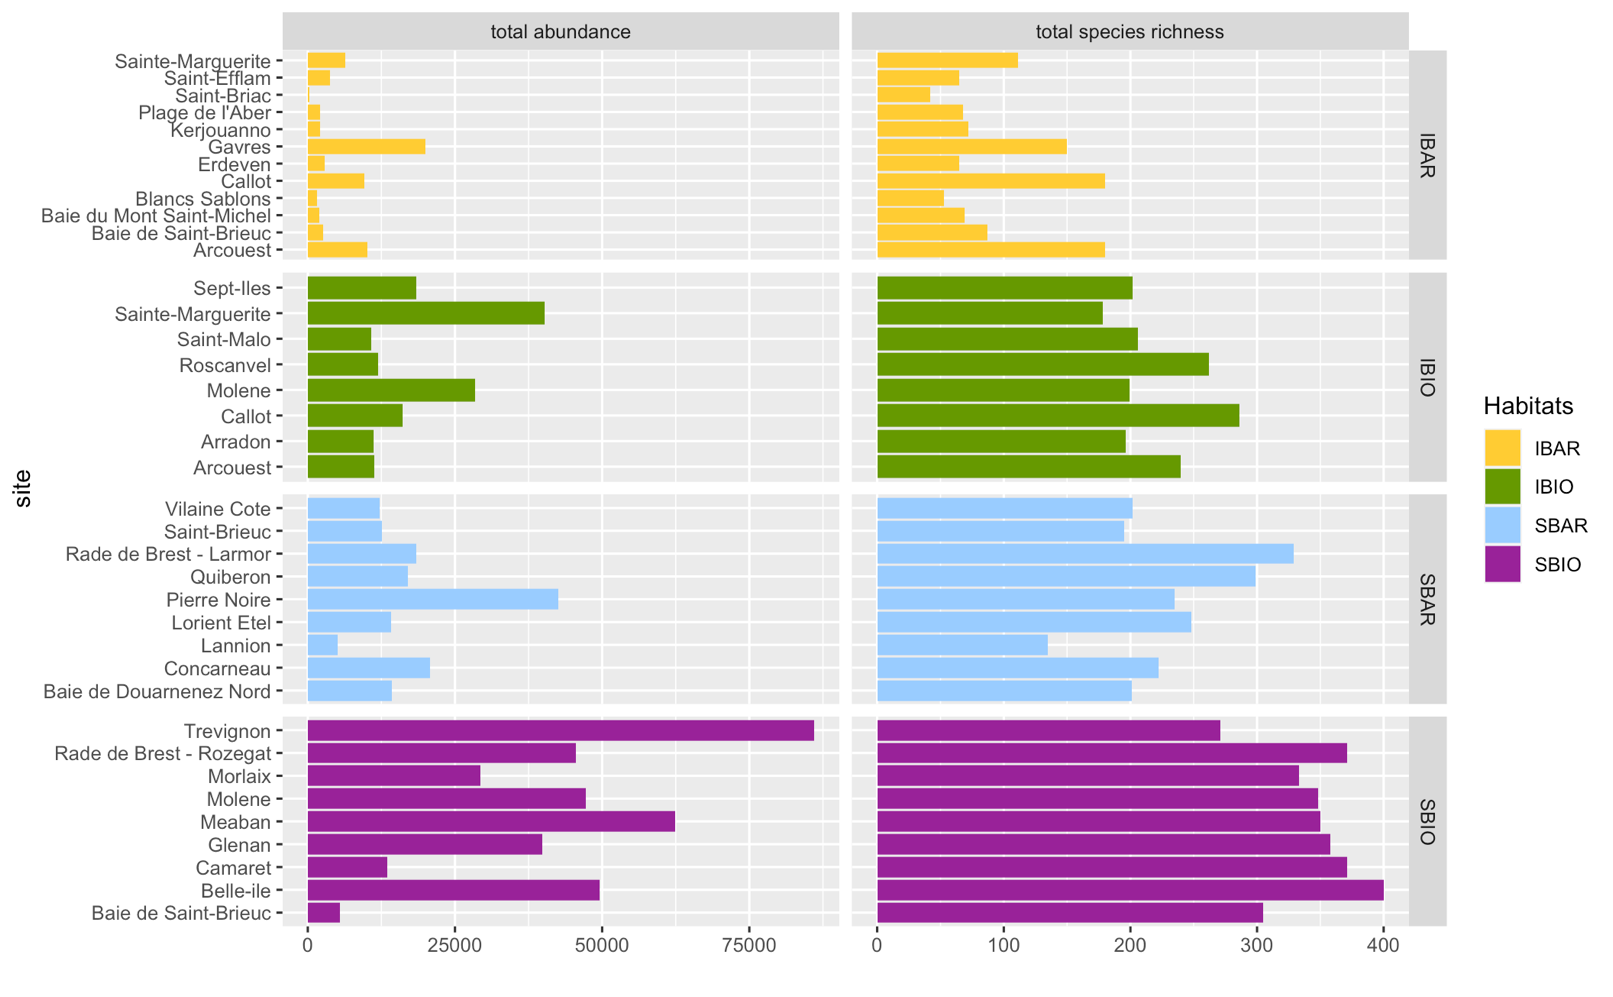 total abundance
total species richness
site
Sainte-Marguerite
Saint-Efflam
Saint-Briac
Plage de l'Aber
Kerjouanno
Gavres
Erdeven
Callot
Blancs Sablons
Baie du Mont Saint-Michel
Baie de Saint-Brieuc
Arcouest
IBAR
Sept-Iles
Sainte-Marguerite
Saint-Malo
Roscanvel
Molene
Callot
Arradon
Arcouest
IBIO
Vilaine Cote
Saint-Brieuc
Rade de Brest - Larmor
Quiberon
Pierre Noire
Lorient Etel
Lannion
Concarneau
Baie de Douarnenez Nord
SBAR
Trevignon
Rade de Brest - Rozegat
Morlaix
Molene
Meaban
Glenan
Camaret
Belle-ile
Baie de Saint-Brieuc
SBIO
0 25000 50000 75000
0 100 200 300 400
Habitats
IBAR
IBIO
SBAR
SBIO